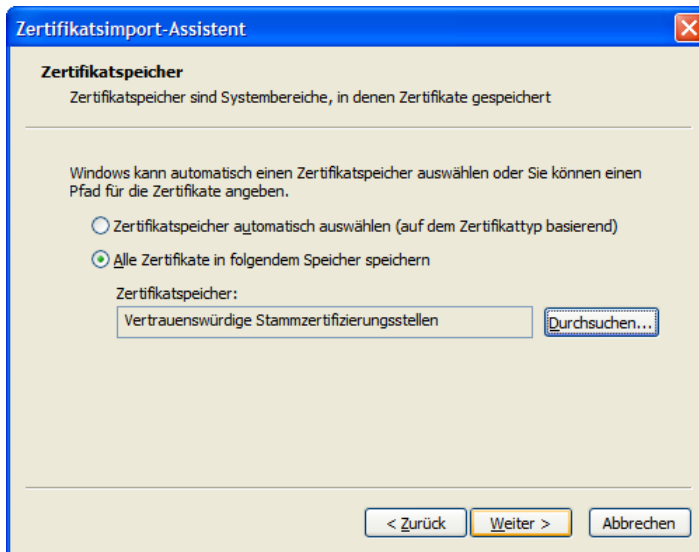 Zertifikatsimport-Assistent
Zertifikatspeicher
Zertifikatspeicher sind Systembereiche, in denen Zertifikate gespeichert
Windows kann automatisch einen Zertifikatspeicher auswählen oder Sie können einen
Pfad für die Zertifikate angeben.
Zertifikatspeicher automatisch auswählen (auf dem Zertifikattyp basierend)
Alle Zertifikate in folgendem Speicher speichern
Zertifikatspeicher:
Vertrauenswürdige Stammzertifizierungsstellen
Durchsuchen...
< Zurück
Weiter >
Abbrechen